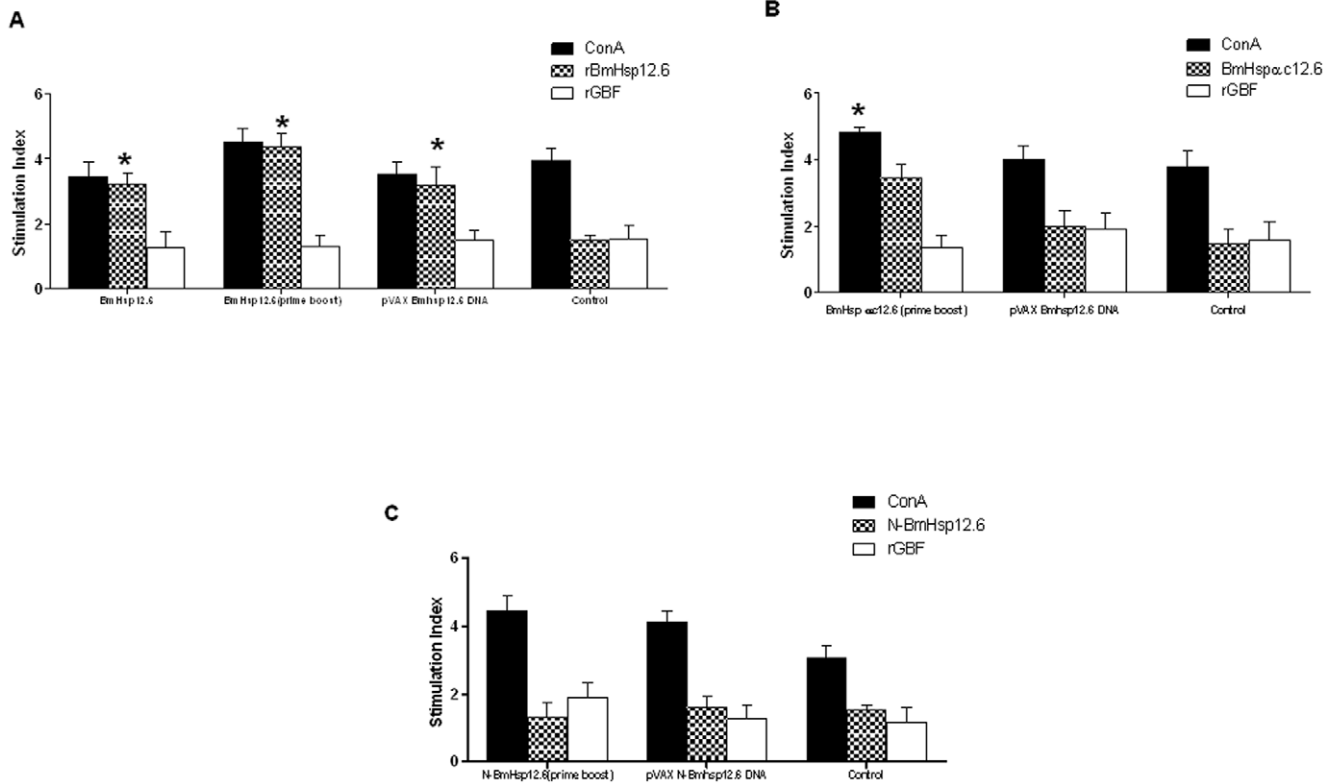 A
ConA
rBmHsp12.6
rGBF
Stimulation Index
6
4
2
0
*
*
*
BmHsp12.6
BmHsp12.6(prime boost)
pVAX Bmhsp12.6 DNA
Control
B
ConA
BmHspαc12.6
rGBF
Stimulation Index
6
4
2
0
*
BmHsp αc12.6 (prime boost)
pVAX Bmhsp12.6 DNA
Control
C
ConA
N-BmHsp12.6
rGBF
Stimulation Index
6
4
2
0
N-BmHsp12.6(prime boost)
pVAX N-Bmhsp12.6 DNA
Control